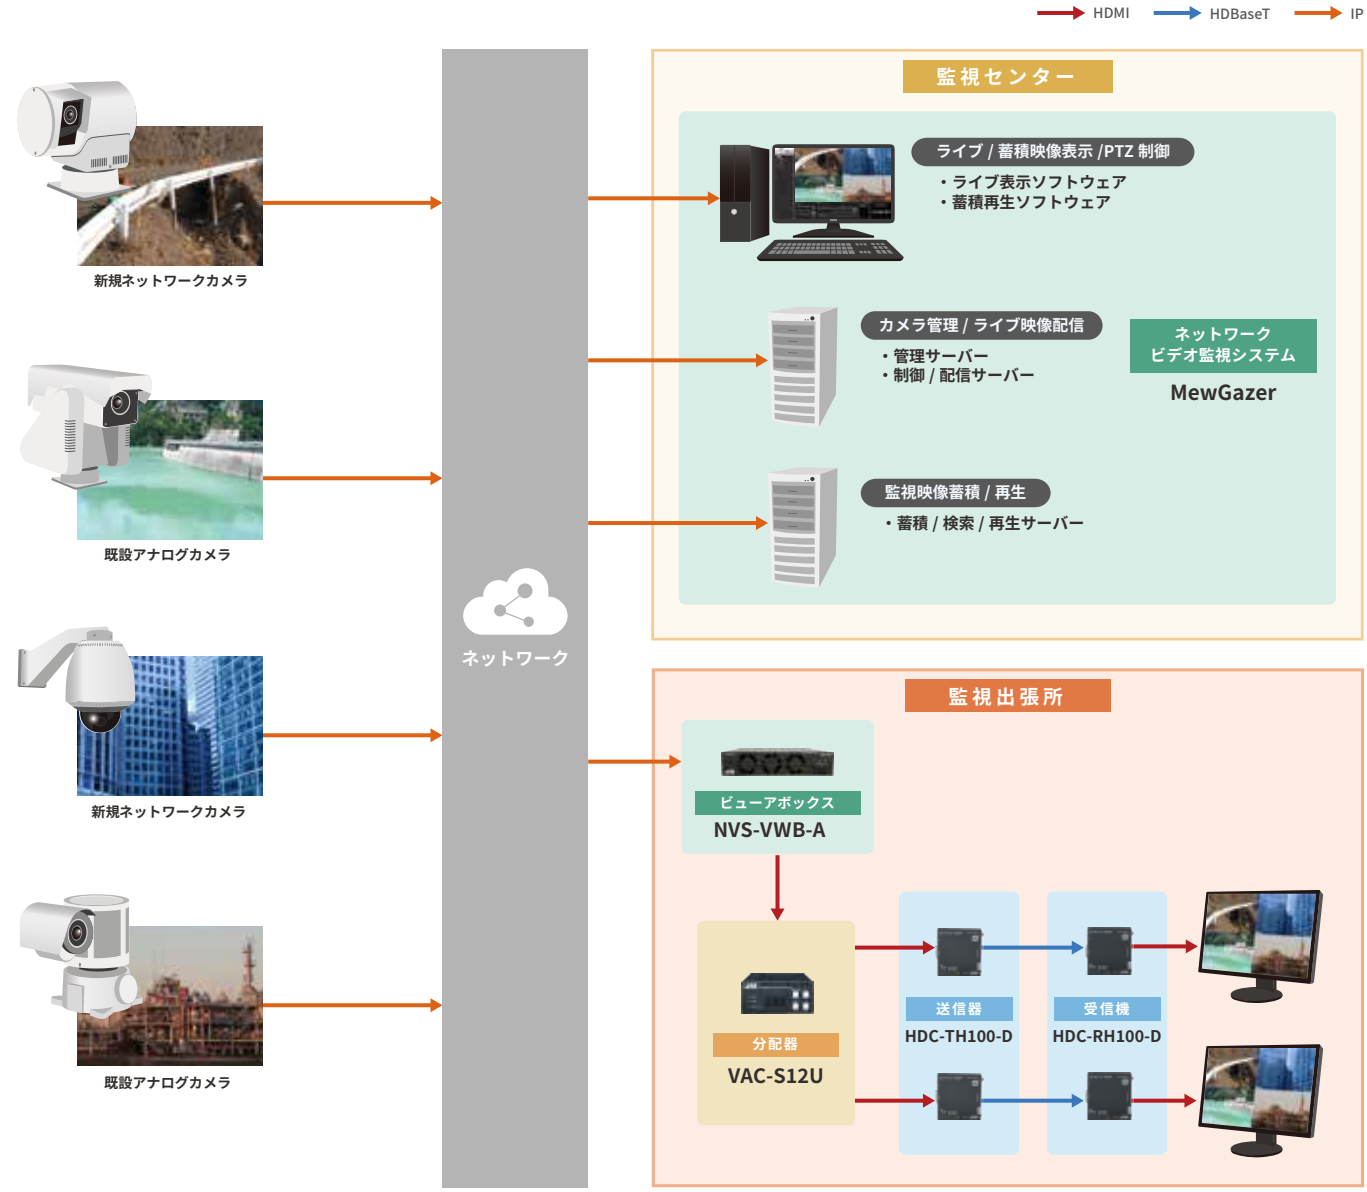 HDMI
HDBaseT
IP
新規ネットワークカメラ
既設アナログカメラ
新規ネットワークカメラ
既設アナログカメラ
ネットワーク
監視センター
ライブ / 蓄積映像表示 /PTZ 制御
・ライブ表示ソフトウェア
・蓄積再生ソフトウェア
カメラ管理 / ライブ映像配信
・管理サーバー
・制御 / 配信サーバー
ネットワーク
ビデオ監視システム
MewGazer
監視映像蓄積 / 再生
・蓄積 / 検索 / 再生サーバー
監視出張所
ビューアボックス
NVS-VWB-A
分配器
VAC-S12U
送信器
HDC-TH100-D
受信機
HDC-RH100-D